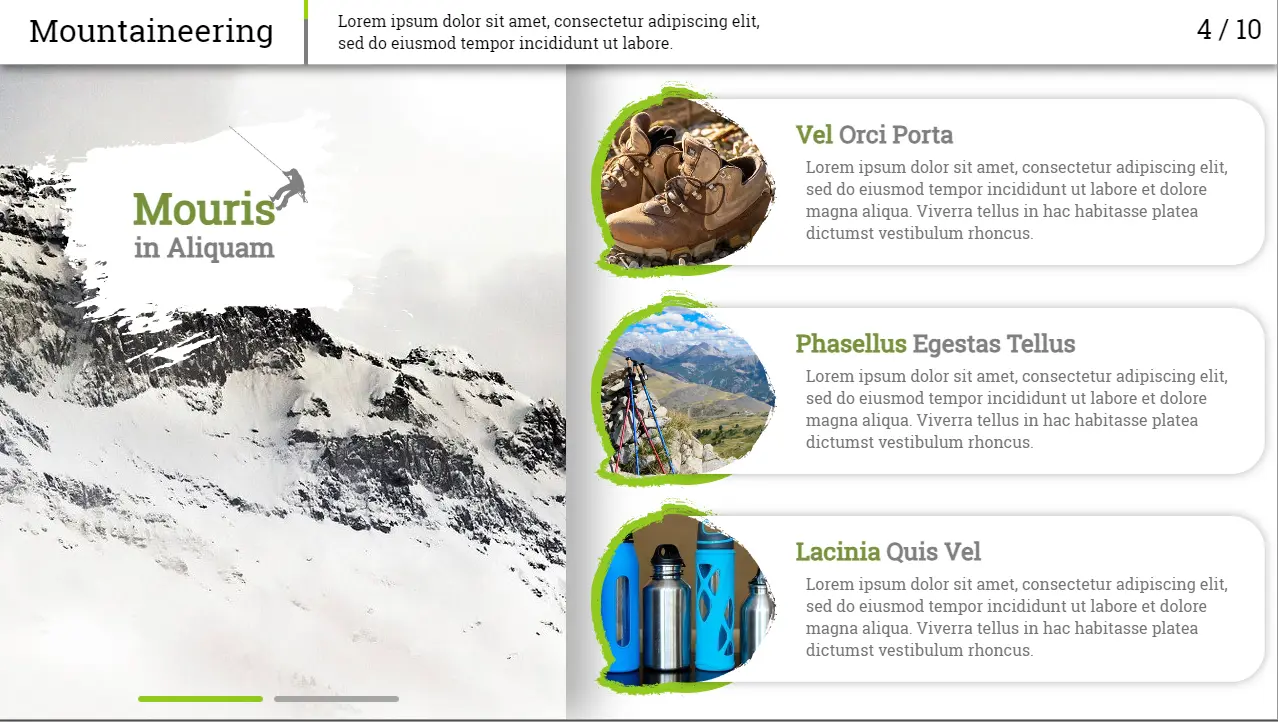 Mountaineering
Lorem ipsum dolor sit amet, consectetur adipiscing elit,
sed do eiusmod tempor incididunt ut labore.
4 / 10
Mouris
in Aliquam
Vel Orci Porta
Lorem ipsum dolor sit amet, consectetur adipiscing elit,
sed do eiusmod tempor incididunt ut labore et dolore
magna aliqua. Viverra tellus in hac habitasse platea
dictumst vestibulum rhoncus.
Phasellus Egestas Tellus
Lorem ipsum dolor sit amet, consectetur adipiscing elit,
sed do eiusmod tempor incididunt ut labore et dolore
magna aliqua. Viverra tellus in hac habitasse platea
dictumst vestibulum rhoncus.
Lacinia Quis Vel
Lorem ipsum dolor sit amet, consectetur adipiscing elit,
sed do eiusmod tempor incididunt ut labore et dolore
magna aliqua. Viverra tellus in hac habitasse platea
dictumst vestibulum rhoncus.